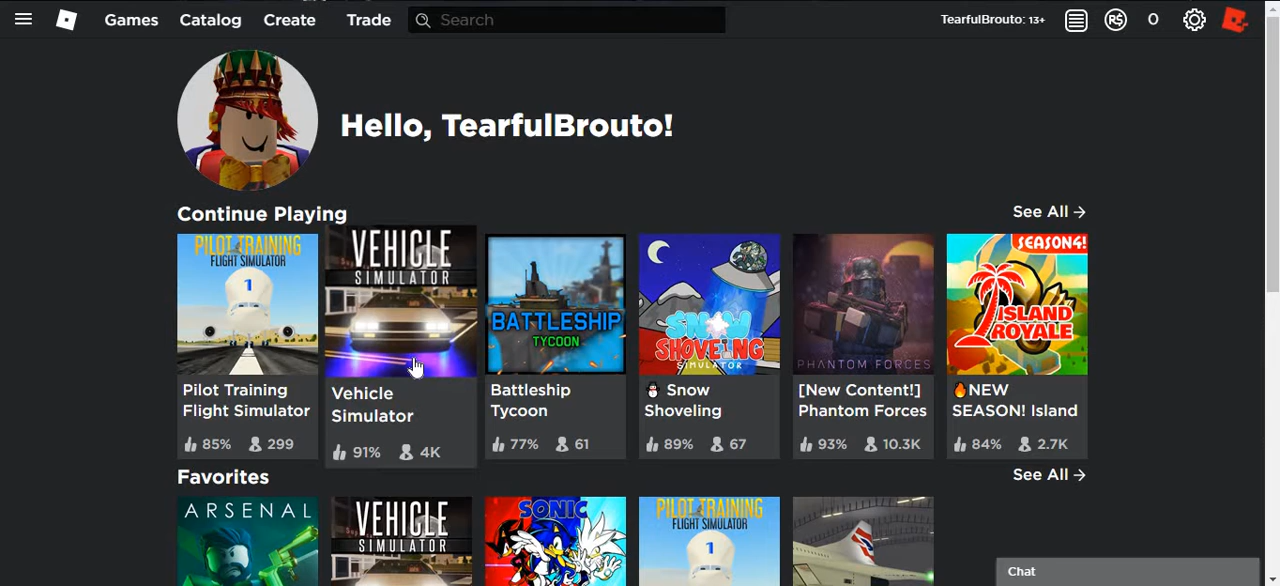 Games Catalog Create Trade Search TearfulBrouto: 13+ R$ 0
Hello, TearfulBrouto!
Continue Playing See All →
PILOT TRAINING
FLIGHT SIMULATOR
1
VEHICLE
SIMULATOR
BATTLESHIP
TYCOON
SNOW
SHOVELING
SIMULATOR
PHANTOM FORCES
SEASON4!
ISLAND
ROYALE
Pilot Training
Flight Simulator
85% 299
Vehicle
Simulator
91% 4K
Battleship
Tycoon
77% 61
⛄ Snow
Shoveling
89% 67
[New Content!]
Phantom Forces
93% 10.3K
🔥NEW
SEASON! Island
84% 2.7K
Favorites See All →
ARSENAL
VEHICLE
SIMULATOR
SONIC
PILOT TRAINING
FLIGHT SIMULATOR
1
Chat